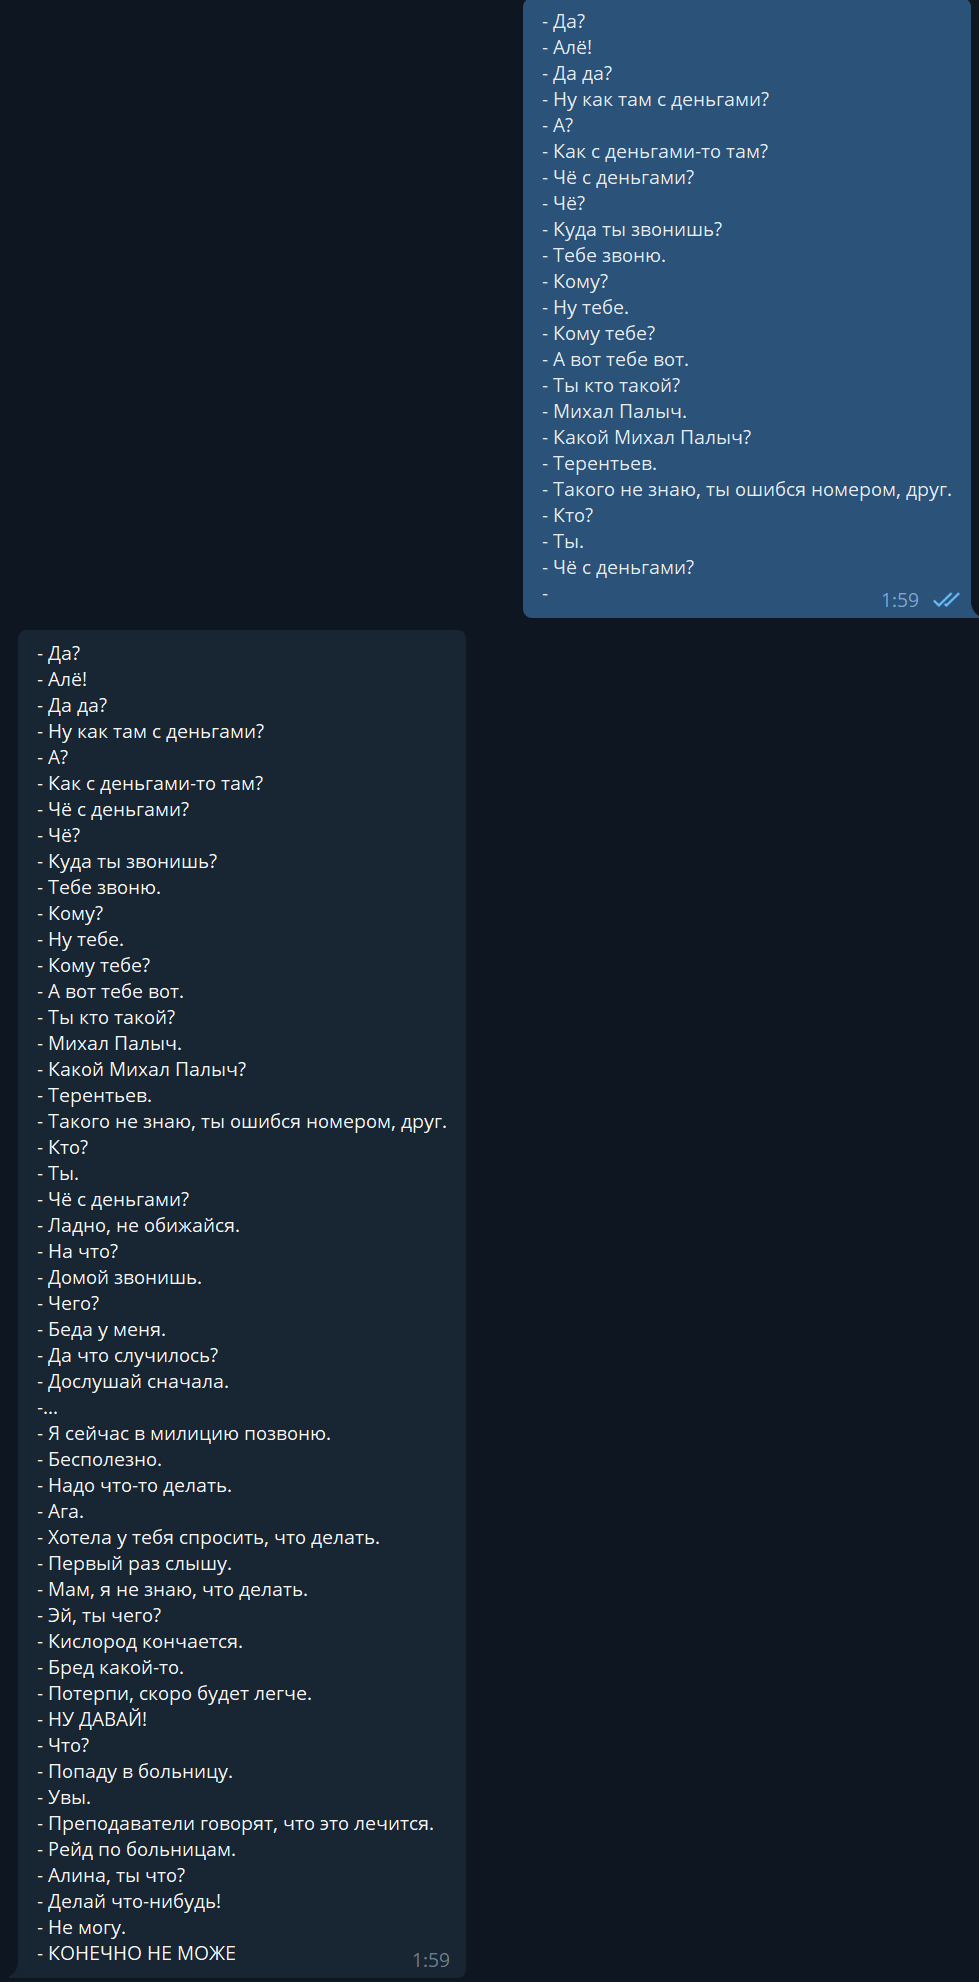 - Да?
- Алё!
- Да да?
- Ну как там с деньгами?
- А?
- Как с деньгами-то там?
- Чё с деньгами?
- Чё?
- Куда ты звонишь?
- Тебе звоню.
- Кому?
- Ну тебе.
- Кому тебе?
- А вот тебе вот.
- Ты кто такой?
- Михал Палыч.
- Какой Михал Палыч?
- Терентьев.
- Такого не знаю, ты ошибся номером, друг.
- Кто?
- Ты.
- Чё с деньгами?
-
1:59
- Да?
- Алё!
- Да да?
- Ну как там с деньгами?
- А?
- Как с деньгами-то там?
- Чё с деньгами?
- Чё?
- Куда ты звонишь?
- Тебе звоню.
- Кому?
- Ну тебе.
- Кому тебе?
- А вот тебе вот.
- Ты кто такой?
- Михал Палыч.
- Какой Михал Палыч?
- Терентьев.
- Такого не знаю, ты ошибся номером, друг.
- Кто?
- Ты.
- Чё с деньгами?
- Ладно, не обижайся.
- На что?
- Домой звонишь.
- Чего?
- Беда у меня.
- Да что случилось?
- Дослушай сначала.
-...
- Я сейчас в милицию позвоню.
- Бесполезно.
- Надо что-то делать.
- Ага.
- Хотела у тебя спросить, что делать.
- Первый раз слышу.
- Мам, я не знаю, что делать.
- Эй, ты чего?
- Кислород кончается.
- Бред какой-то.
- Потерпи, скоро будет легче.
- НУ ДАВАЙ!
- Что?
- Попаду в больницу.
- Увы.
- Преподаватели говорят, что это лечится.
- Рейд по больницам.
- Алина, ты что?
- Делай что-нибудь!
- Не могу.
- КОНЕЧНО НЕ МОЖЕ
1:59